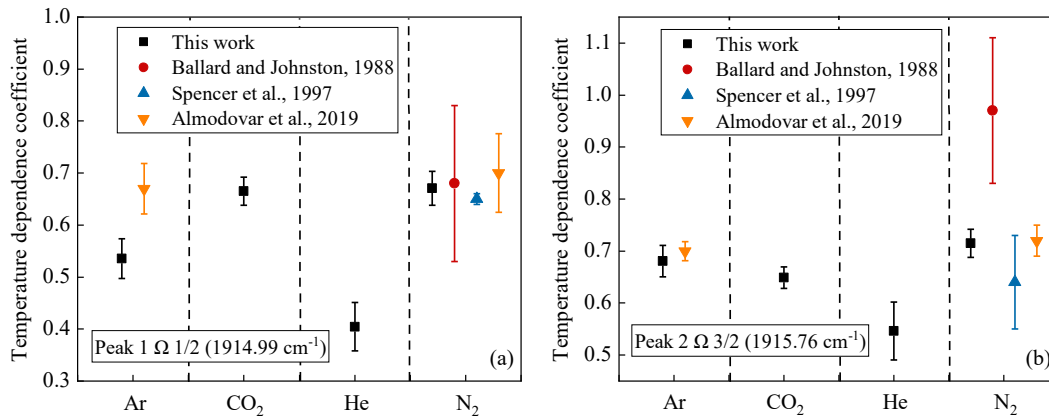 Temperature dependence coefficient
1.0
0.9
0.8
0.7
0.6
0.5
0.4
0.3
This work
Ballard and Johnston, 1988
Spencer et al., 1997
Almodovar et al., 2019
Peak 1 Ω 1/2 (1914.99 cm⁻¹)
(a)
Ar
CO₂
He
N₂
Temperature dependence coefficient
1.1
1.0
0.9
0.8
0.7
0.6
0.5
This work
Ballard and Johnston, 1988
Spencer et al., 1997
Almodovar et al., 2019
Peak 2 Ω 3/2 (1915.76 cm⁻¹)
(b)
Ar
CO₂
He
N₂